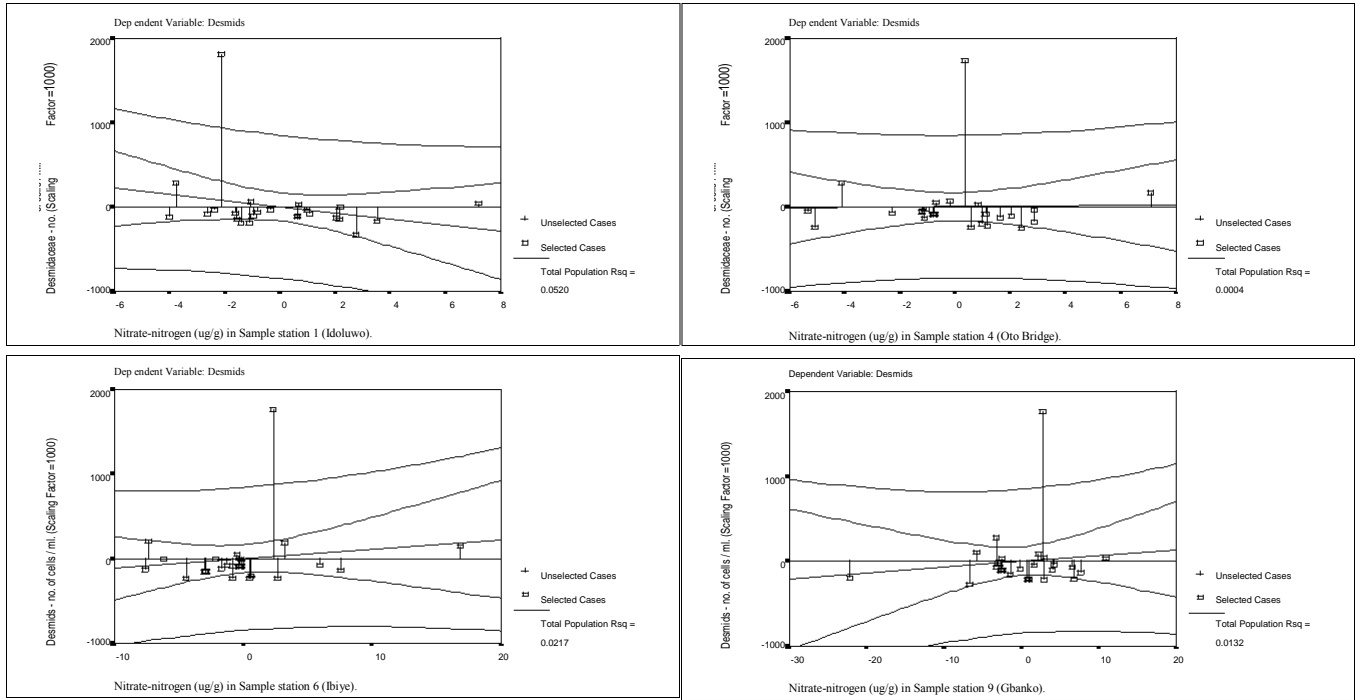 Dep endent Variable: Desmids
Desmidaceae - no. (Scaling
Factor =1000)
2000
1000
0
-1000
-6 -4 -2 0 2 4 6 8
Unselected Cases
Selected Cases
Total Population Rsq =
0.0520
Nitrate-nitrogen (ug/g) in Sample station 1 (Idoluwo).
Dep endent Variable: Desmids
Desmidaceae - no. (Scaling
Factor =1000)
2000
1000
0
-1000
-6 -4 -2 0 2 4 6 8
Unselected Cases
Selected Cases
Total Population Rsq =
0.0004
Nitrate-nitrogen (ug/g) in Sample station 4 (Oto Bridge).
Dep endent Variable: Desmids
Desmids - no. of cells / ml. (Scaling Factor =1000)
2000
1000
0
-1000
-10 0 10 20
Unselected Cases
Selected Cases
Total Population Rsq =
0.0217
Nitrate-nitrogen (ug/g) in Sample station 6 (Ibiye).
Dependent Variable: Desmids
Desmids - no. of cells / ml. (Scaling Factor =1000)
2000
1000
0
-1000
-30 -20 -10 0 10 20
Unselected Cases
Selected Cases
Total Population Rsq =
0.0132
Nitrate-nitrogen (ug/g) in Sample station 9 (Gbanko).